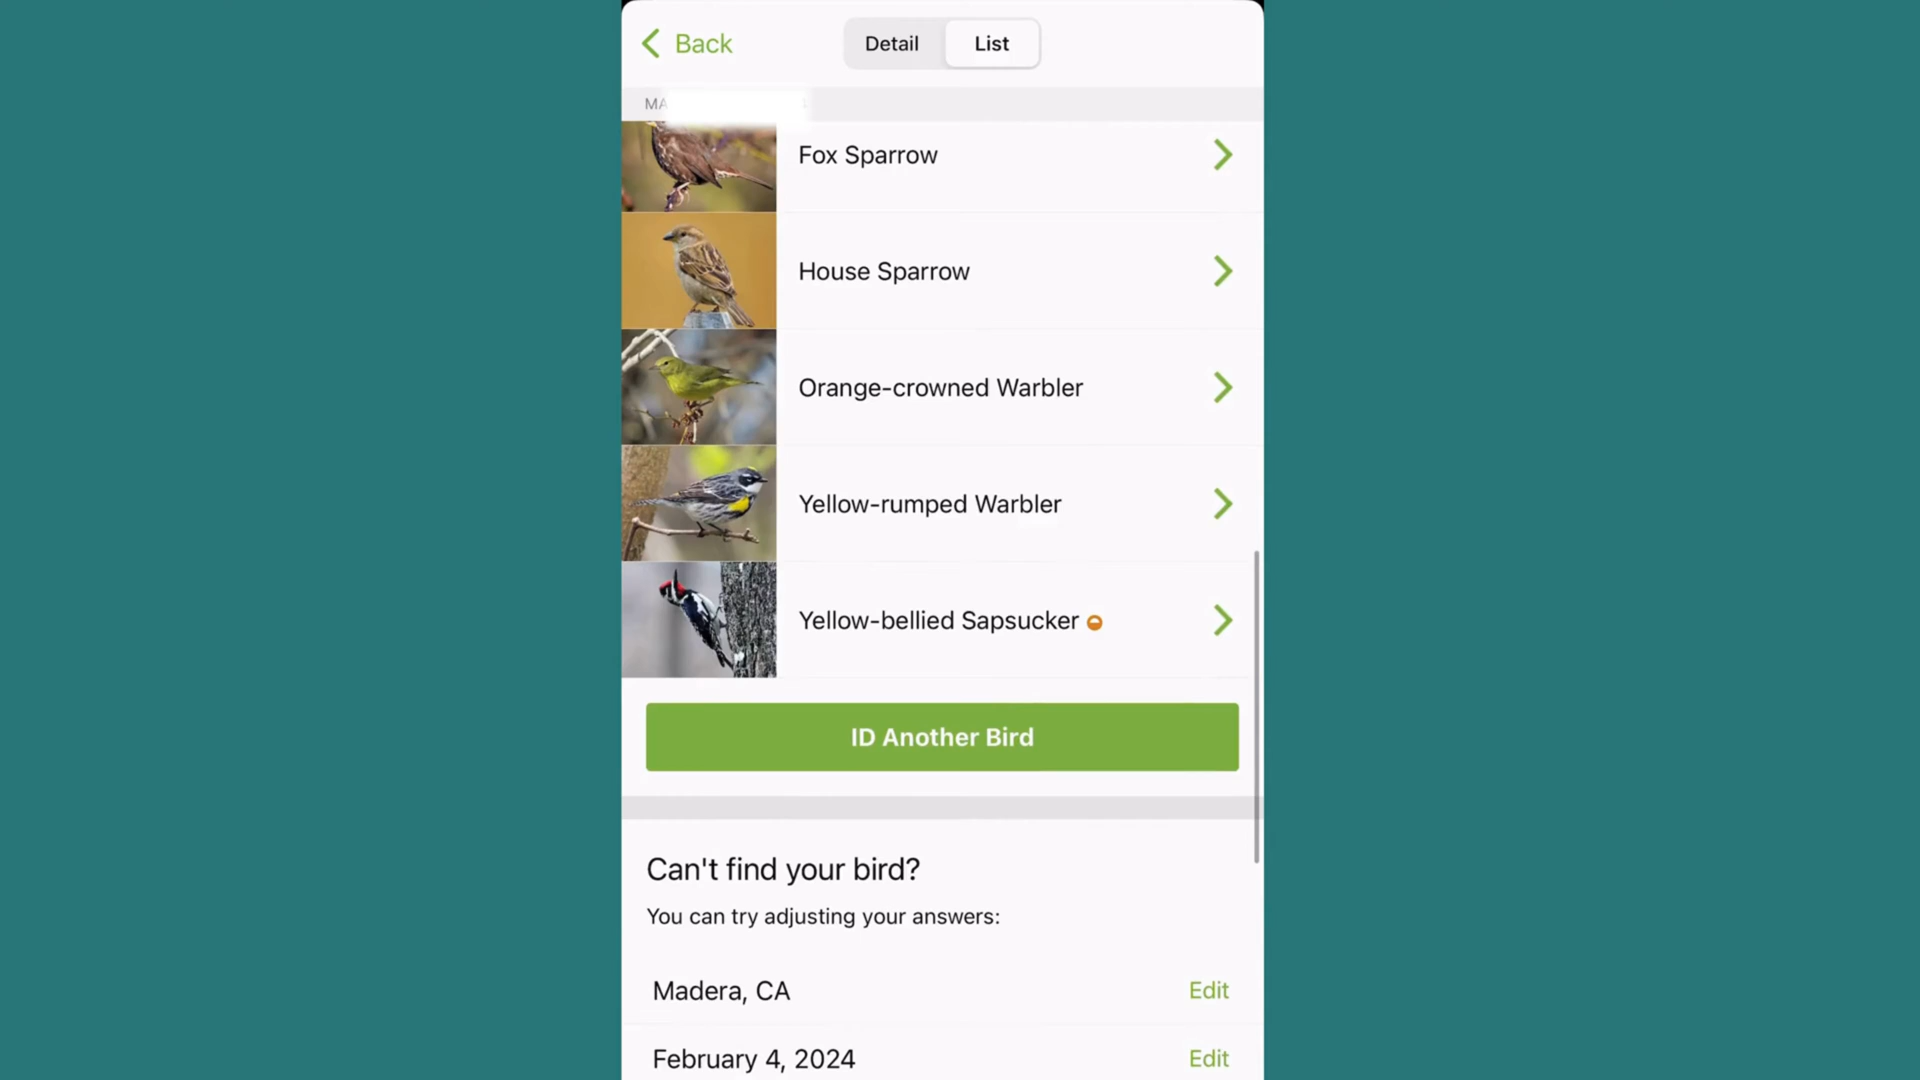 Back
Detail
List
MA
Fox Sparrow
House Sparrow
Orange-crowned Warbler
Yellow-rumped Warbler
Yellow-bellied Sapsucker
ID Another Bird
Can't find your bird?
You can try adjusting your answers:
Madera, CA
Edit
February 4, 2024
Edit